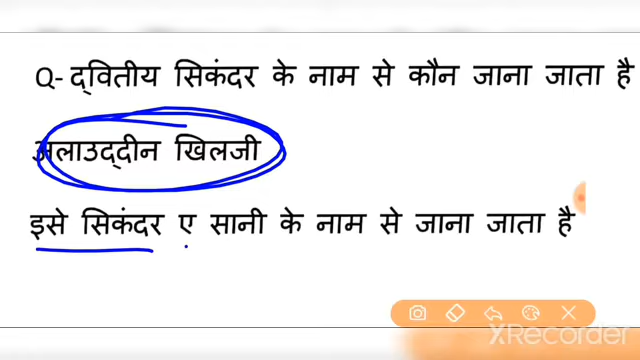 Q- द्वितीय सिकंदर के नाम से कौन जाना जाता है
अलाउद्दीन खिलजी
इसे सिकंदर ए सानी के नाम से जाना जाता है
XRecorder